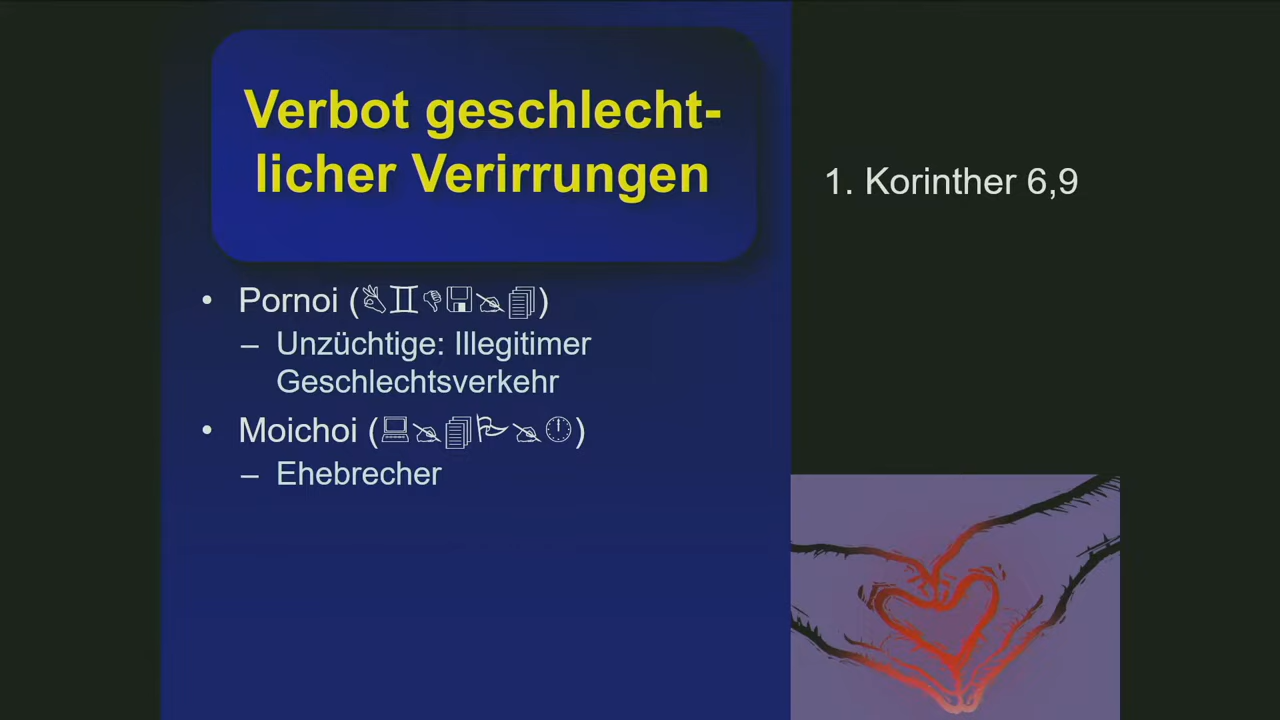 Verbot geschlecht-
licher Verirrungen
1. Korinther 6,9
• Pornoi (👌︎♊︎👎︎💾︎✍︎🗐︎)
– Unzüchtige: Illegitimer
Geschlechtsverkehr
• Moichoi (💻︎✍︎🗐︎🏱︎✍︎🕛︎)
– Ehebrecher